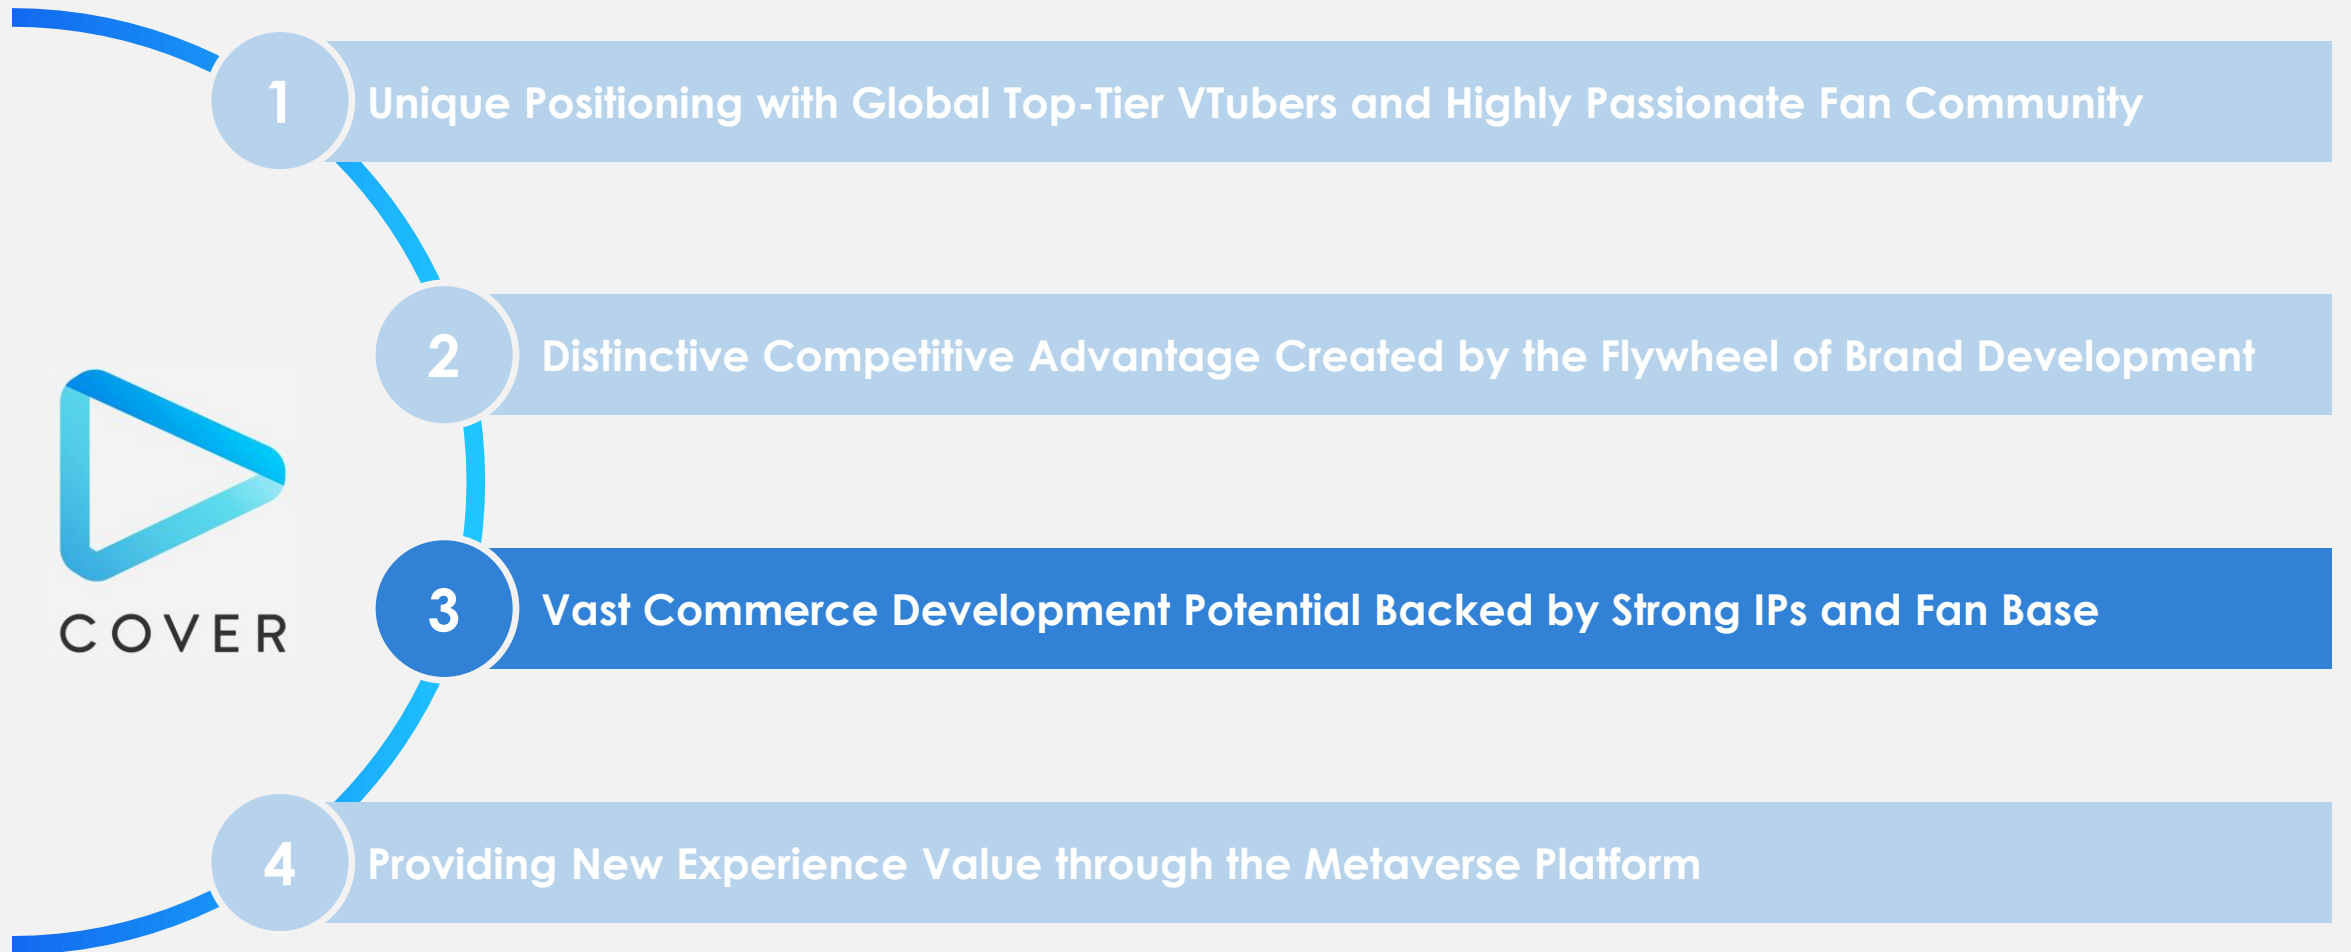 1
Unique Positioning with Global Top-Tier VTubers and Highly Passionate Fan Community
2
Distinctive Competitive Advantage Created by the Flywheel of Brand Development
COVER
3
Vast Commerce Development Potential Backed by Strong IPs and Fan Base
4
Providing New Experience Value through the Metaverse Platform